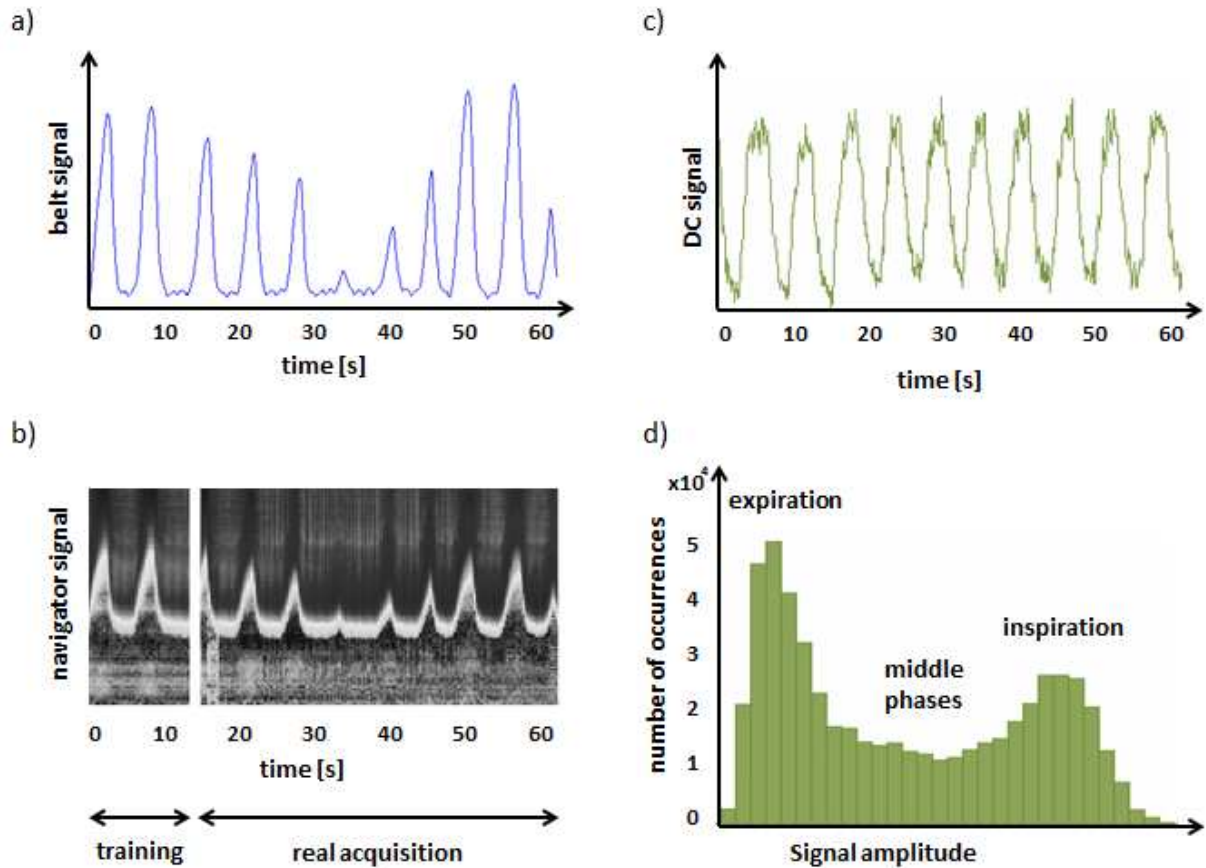 a)
belt signal
0 10 20 30 40 50 60
time [s]
b)
navigator signal
0 10 20 30 40 50 60
time [s]
training real acquisition
c)
DC signal
0 10 20 30 40 50 60
time [s]
d)
x10⁴
number of occurrences
5
4
3
2
1
0
expiration
middle
phases
inspiration
Signal amplitude